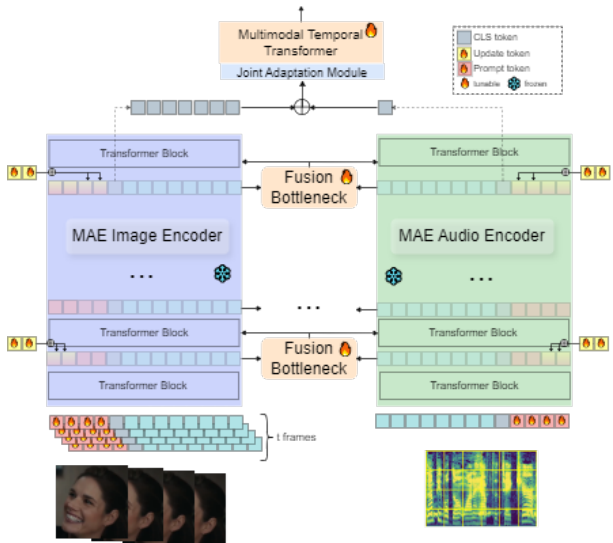 Multimodal Temporal
Transformer
Joint Adaptation Module
CLS token
Update token
Prompt token
tunable
frozen
Transformer Block
Transformer Block
Fusion
Bottleneck
MAE Image Encoder
MAE Audio Encoder
...
...
...
Transformer Block
Transformer Block
Fusion
Bottleneck
Transformer Block
Transformer Block
t frames